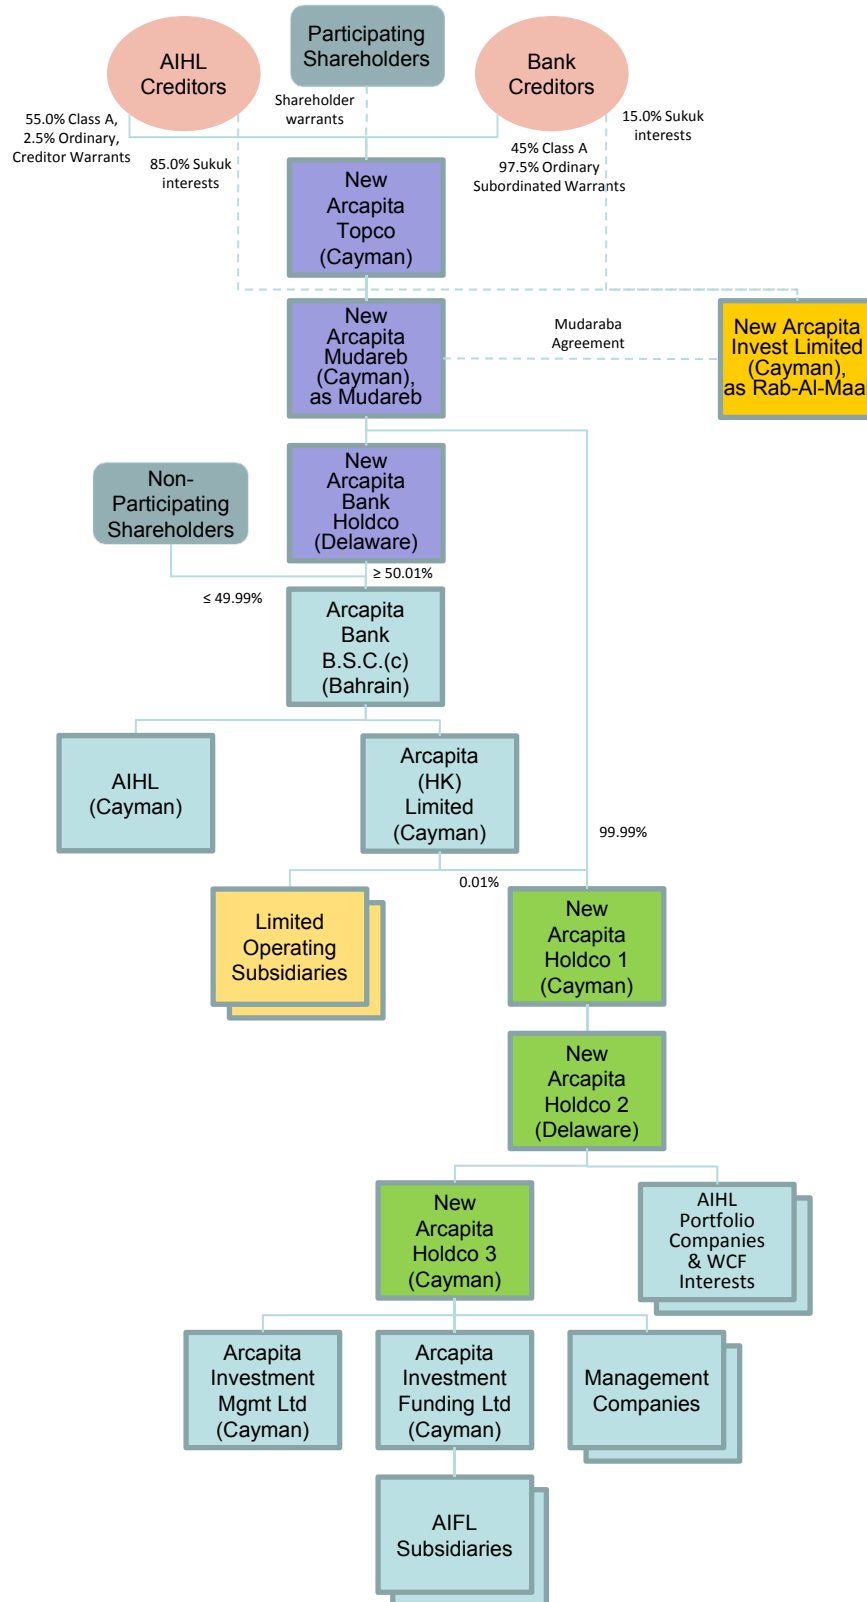 Participating
Shareholders
AIHL
Creditors
Bank
Creditors
55.0% Class A,
2.5% Ordinary,
Creditor Warrants
Shareholder
warrants
15.0% Sukuk
interests
85.0% Sukuk
interests
45% Class A
97.5% Ordinary
Subordinated Warrants
New
Arcapita
Topco
(Cayman)
New
Arcapita
Mudareb
(Cayman),
as Mudareb
Mudaraba
Agreement
New Arcapita
Invest Limited
(Cayman),
as Rab-Al-Maal
New
Arcapita
Bank
Holdco
(Delaware)
Non-
Participating
Shareholders
≥ 50.01%
≤ 49.99%
Arcapita
Bank
B.S.C.(c)
(Bahrain)
AIHL
(Cayman)
Arcapita
(HK)
Limited
(Cayman)
99.99%
0.01%
Limited
Operating
Subsidiaries
New
Arcapita
Holdco 1
(Cayman)
New
Arcapita
Holdco 2
(Delaware)
New
Arcapita
Holdco 3
(Cayman)
AIHL
Portfolio
Companies
& WCF
Interests
Arcapita
Investment
Mgmt Ltd
(Cayman)
Arcapita
Investment
Funding Ltd
(Cayman)
Management
Companies
AIFL
Subsidiaries